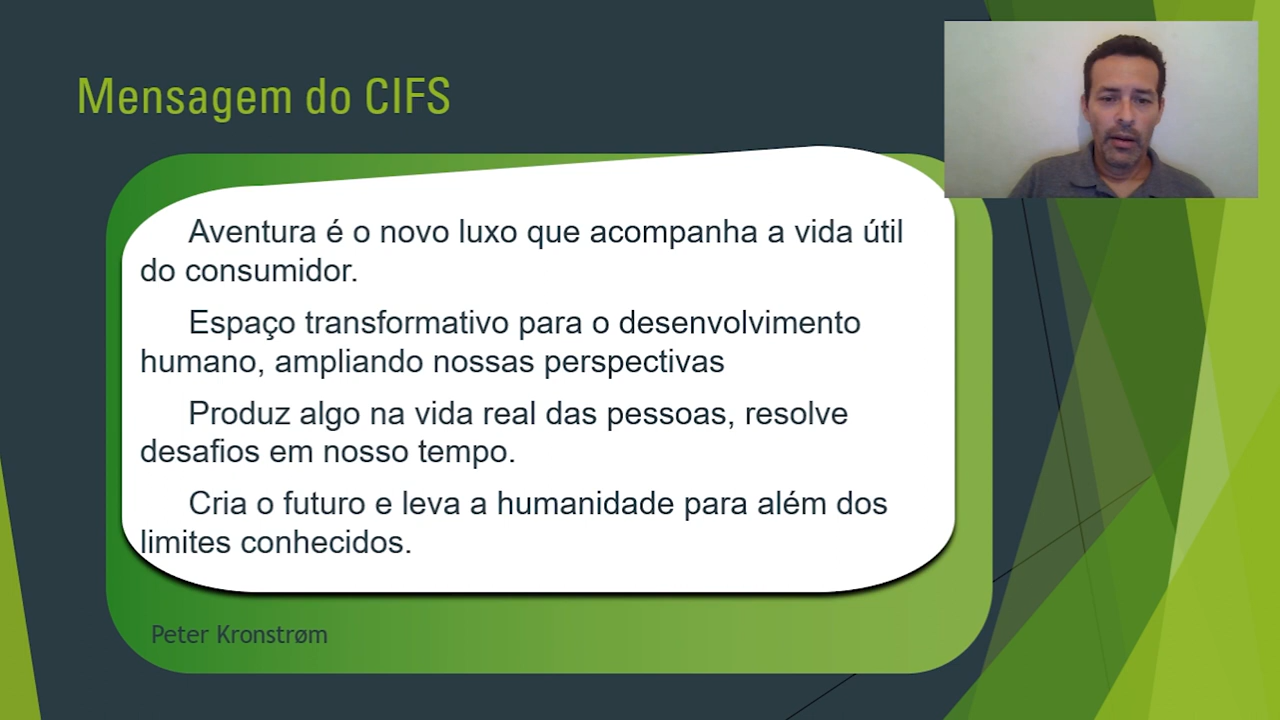 Mensagem do CIFS
Aventura é o novo luxo que acompanha a vida útil
do consumidor.
Espaço transformativo para o desenvolvimento
humano, ampliando nossas perspectivas
Produz algo na vida real das pessoas, resolve
desafios em nosso tempo.
Cria o futuro e leva a humanidade para além dos
limites conhecidos.
Peter Kronstrøm